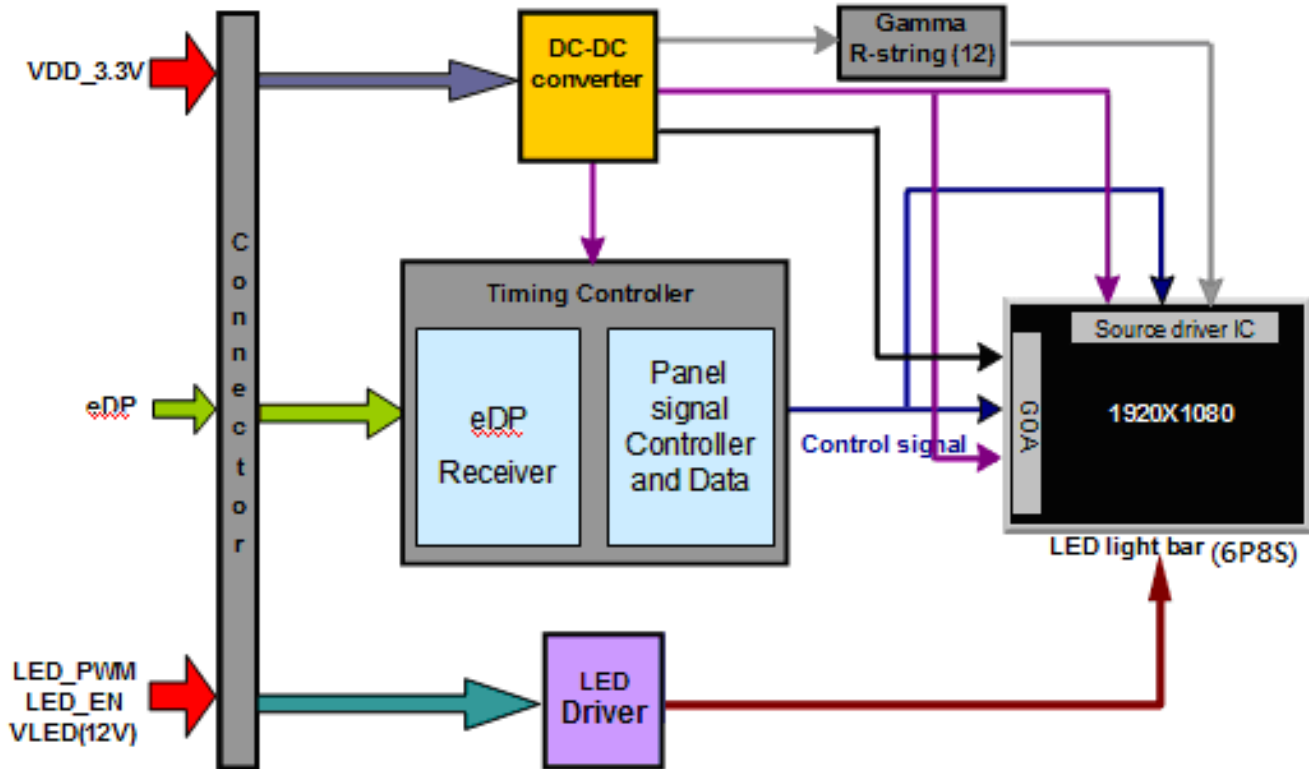 VDD_3.3V
DC-DC
converter
Gamma
R-string (12)
Connector
Timing Controller
eDP
eDP
Receiver
Panel
signal
Controller
and Data
Control signal
Source driver IC
GOA
1920X1080
LED light bar (6P8S)
LED_PWM
LED_EN
VLED(12V)
LED
Driver